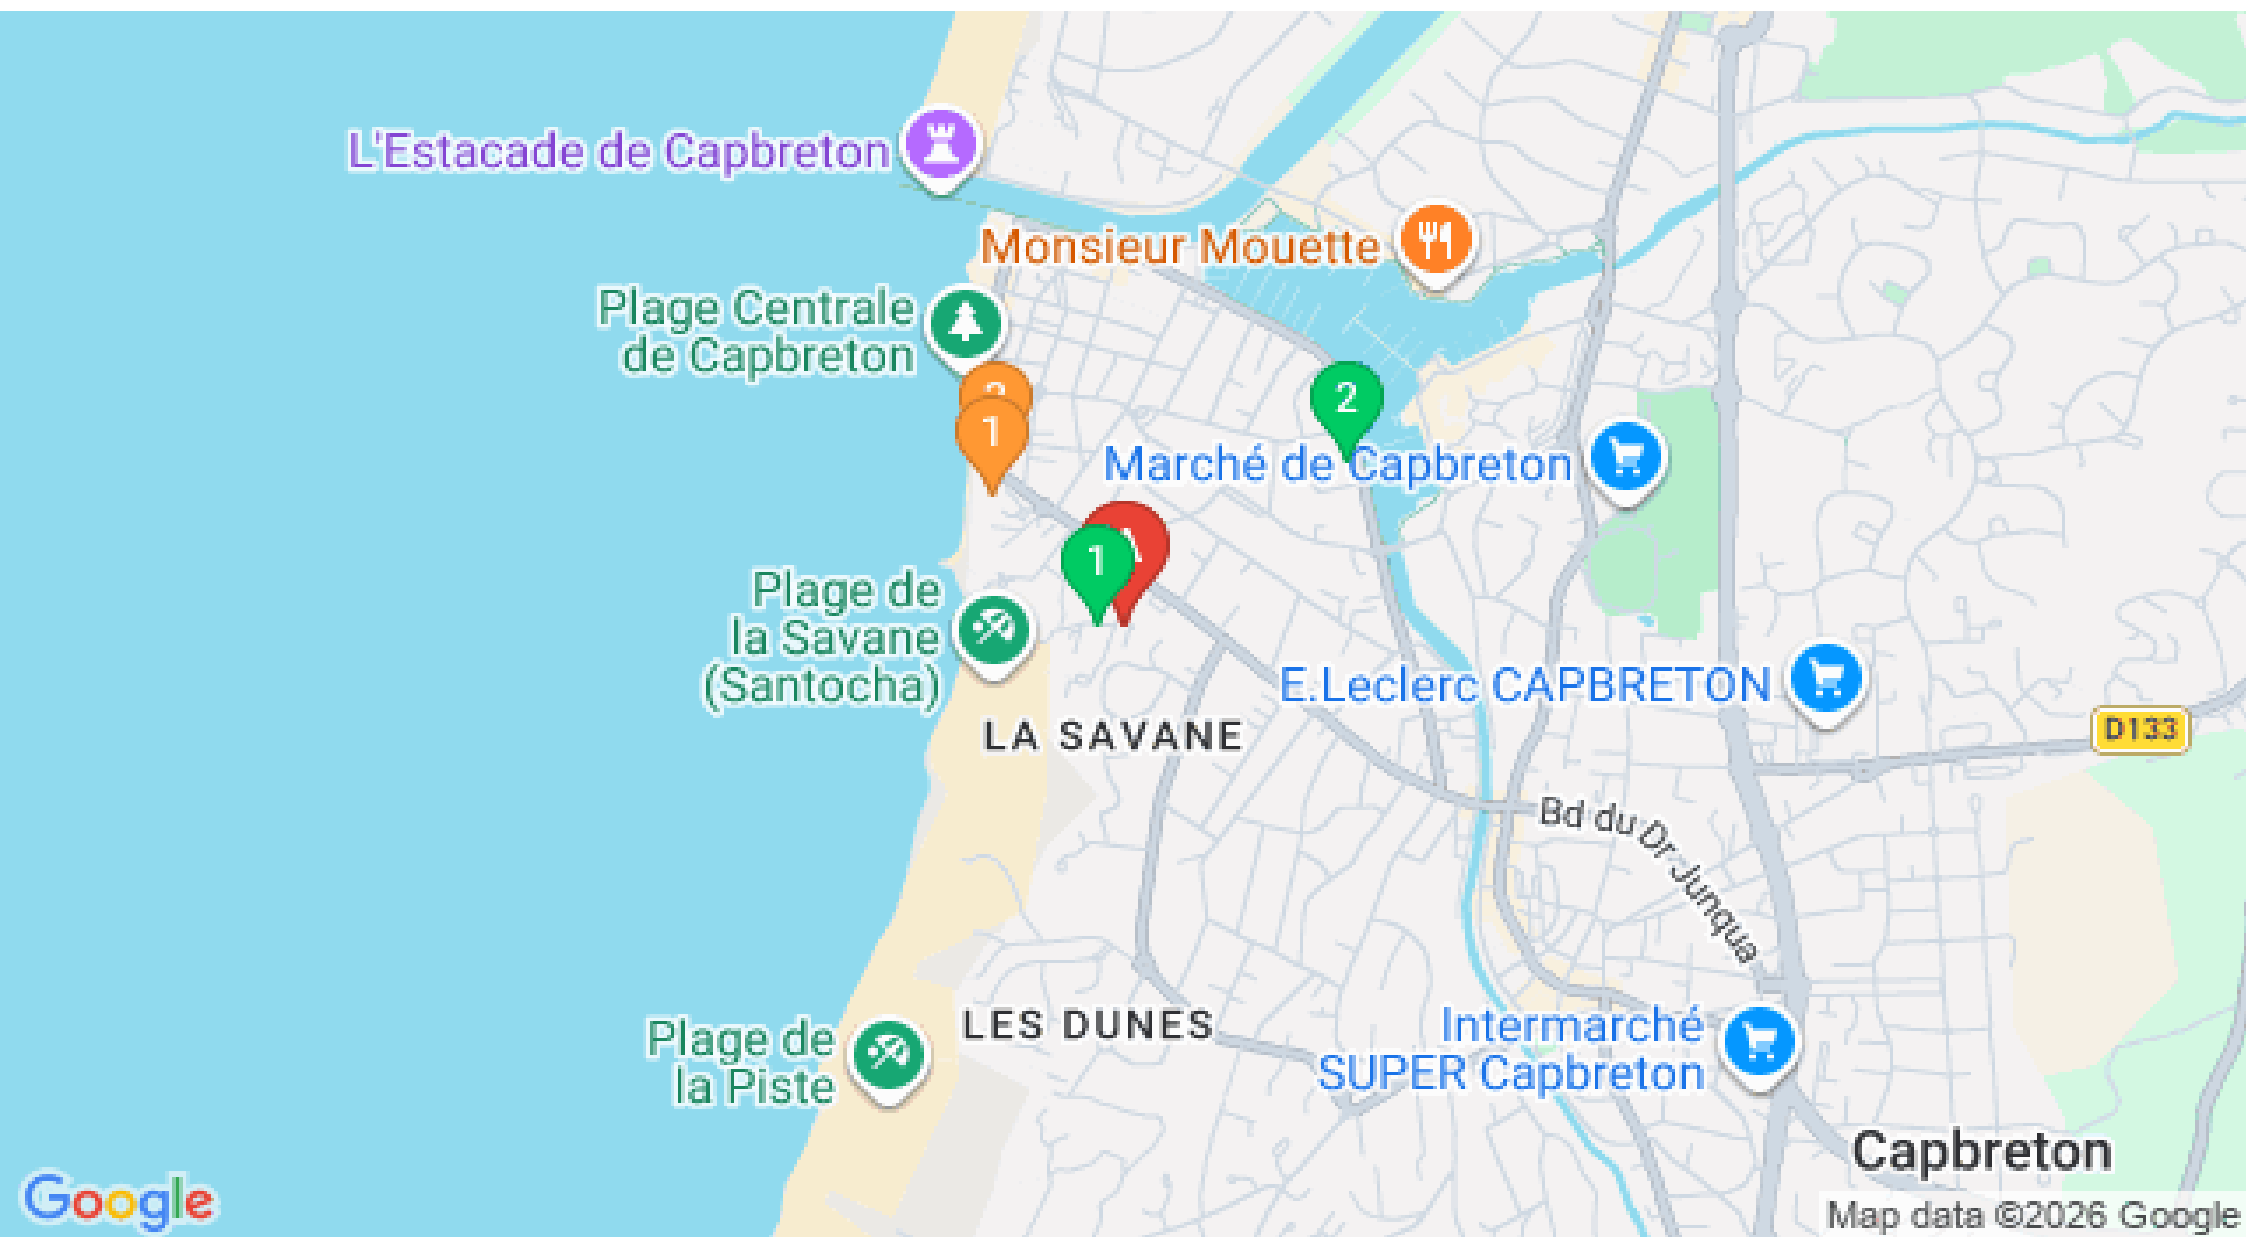 L'Estacade de Capbreton
Monsieur Mouette
Plage Centrale
de Capbreton
2
1
2
Marché de Capbreton
1
Plage de
la Savane
(Santocha)
E.Leclerc CAPBRETON
LA SAVANE
D133
Bd du Dr Junqua
LES DUNES
Plage de
la Piste
Intermarché
SUPER Capbreton
Capbreton
Google
Map data ©2026 Google